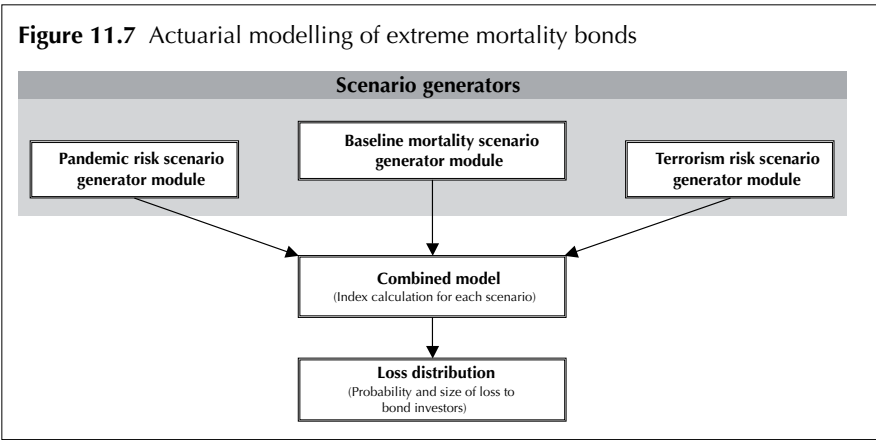 Figure 11.7 Actuarial modelling of extreme mortality bonds
Scenario generators
Pandemic risk scenario
generator module
Baseline mortality scenario
generator module
Terrorism risk scenario
generator module
Combined model
(Index calculation for each scenario)
Loss distribution
(Probability and size of loss to
bond investors)